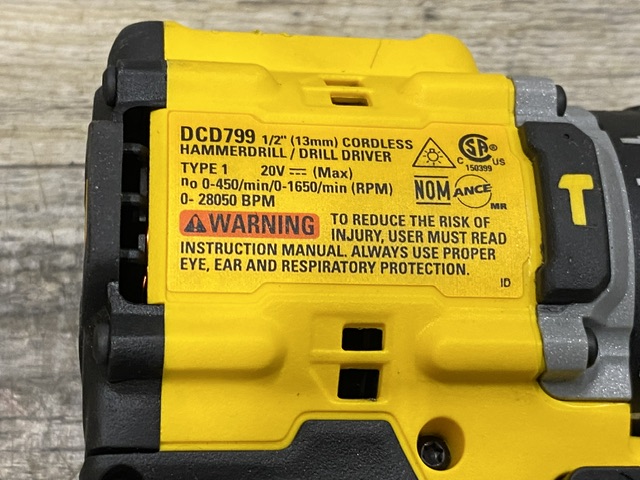 DCD799 1/2" (13mm) CORDLESS
HAMMERDRILL / DRILL DRIVER
TYPE 1 20V ⎓ (Max)
no 0-450/min/0-1650/min (RPM)
0- 28050 BPM
SA ®
C US
150399
NOM ANCE
MR
WARNING TO REDUCE THE RISK OF
INJURY, USER MUST READ
INSTRUCTION MANUAL. ALWAYS USE PROPER
EYE, EAR AND RESPIRATORY PROTECTION.
ID